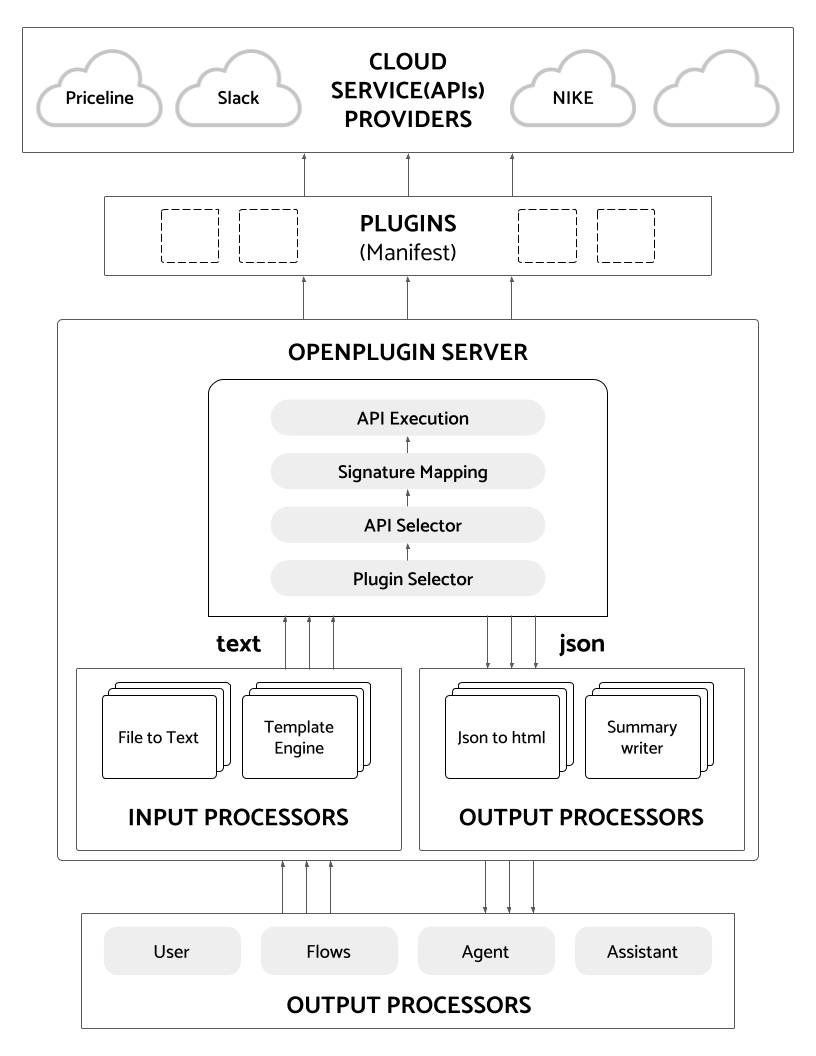 CLOUD
SERVICE(APIs)
PROVIDERS
Priceline
Slack
NIKE
PLUGINS
(Manifest)
OPENPLUGIN SERVER
API Execution
Signature Mapping
API Selector
Plugin Selector
text
json
File to Text
Template
Engine
INPUT PROCESSORS
Json to html
Summary
writer
OUTPUT PROCESSORS
User
Flows
Agent
Assistant
OUTPUT PROCESSORS